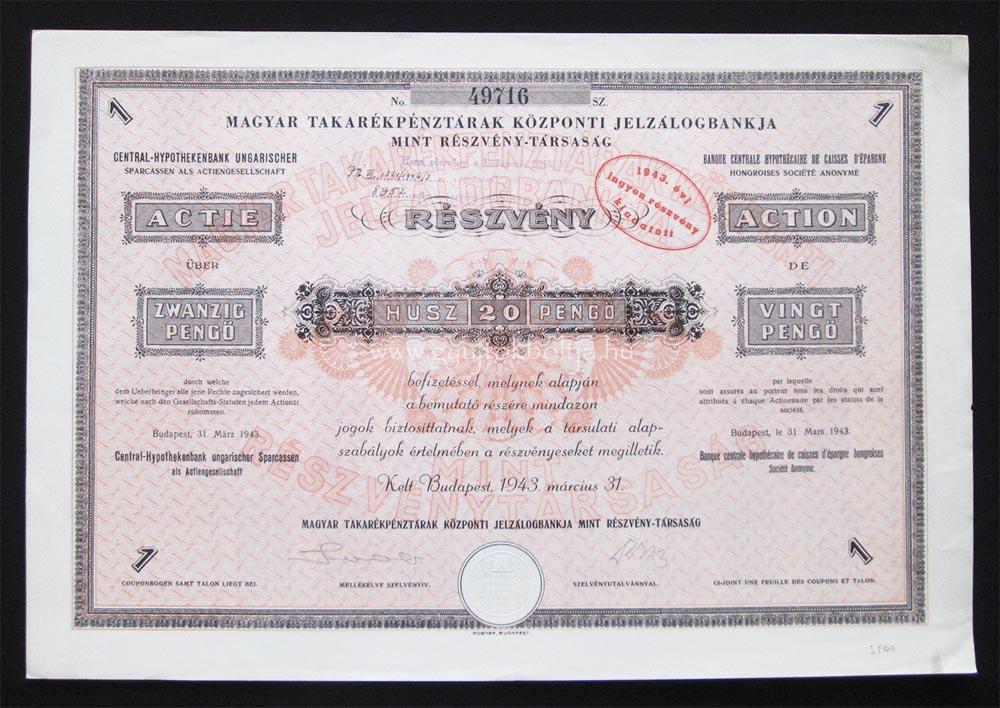 No. 49716 SZ.
1
1
MAGYAR TAKARÉKPÉNZTÁRAK KÖZPONTI JELZÁLOGBANKJA
MINT RÉSZVÉNY-TÁRSASÁG
CENTRAL-HYPOTHEKENBANK UNGARISCHER
SPARCASSEN ALS ACTIENGESELLSCHAFT
BANQUE CENTRALE HYPOTHÉCAIRE DE CAISSES D'ÉPARGNE
HONGROISES SOCIÉTÉ ANONYME
8957
1943. évi
ingyen részvény
kiadatott
ACTIE
RÉSZVÉNY
ACTION
ÜBER
DE
ZWANZIG
PENGŐ
HUSZ 20 PENGŐ
VINGT
PENGŐ
www.gyujtokboltja.hu
durch welche
dem Ueberbringer alle jene Rechte zugesichert werden,
welche nach den Gesellschafts-Statuten jedem Actionär
zukommen.
Budapest, 31. März 1943.
Central-Hypothekenbank ungarischer Sparcassen
als Actiengesellschaft
befizetéssel, melynek alapján
a bemutató részére mindazon
jogok biztosíttatnak, melyek a társulati alap-
szabályok értelmében a részvényeseket megilletik.
Kelt Budapest, 1943. március 31.
par laquelle
sont assurés au porteur tous les droits qui sont
attribués à chaque Actionnaire par les statuts de la
société.
Budapest, le 31. Mars. 1943.
Banque centrale hypothécaire de caisses d'épargne hongroises
Société Anonyme.
MAGYAR TAKARÉKPÉNZTÁRAK KÖZPONTI JELZÁLOGBANKJA MINT RÉSZVÉNY-TÁRSASÁG
1
1
COUPONBOGEN SAMT TALON LIEGT BEI.
MELLÉKELVE SZELVÉNYIV.
SZELVÉNYUTALVÁNNYAL.
CI-JOINT UNE FEUILLE DES COUPONS ET TALON.
ROSNER, BUDAPEST